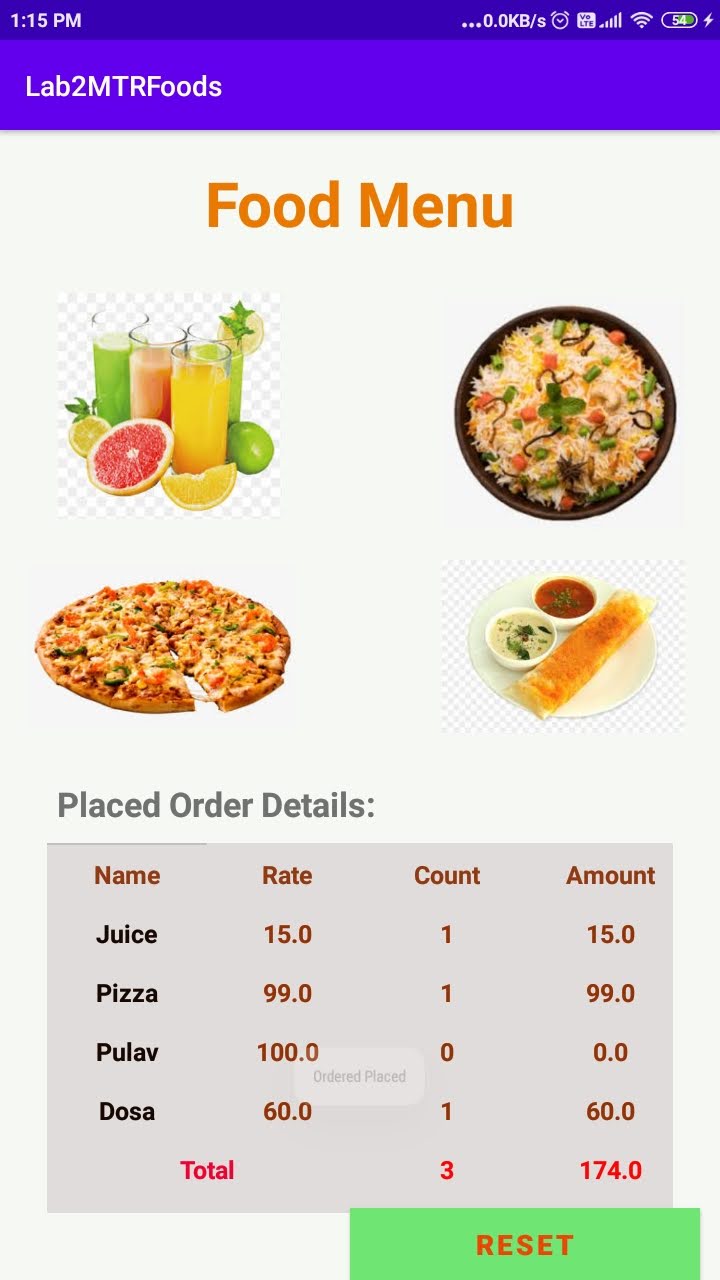 1:15 PM ...0.0KB/s Vo LTE 54
Lab2MTRFoods
Food Menu
Placed Order Details:
Name Rate Count Amount
Juice 15.0 1 15.0
Pizza 99.0 1 99.0
Pulav 100.0 0 0.0
Ordered Placed
Dosa 60.0 1 60.0
Total 3 174.0
RESET